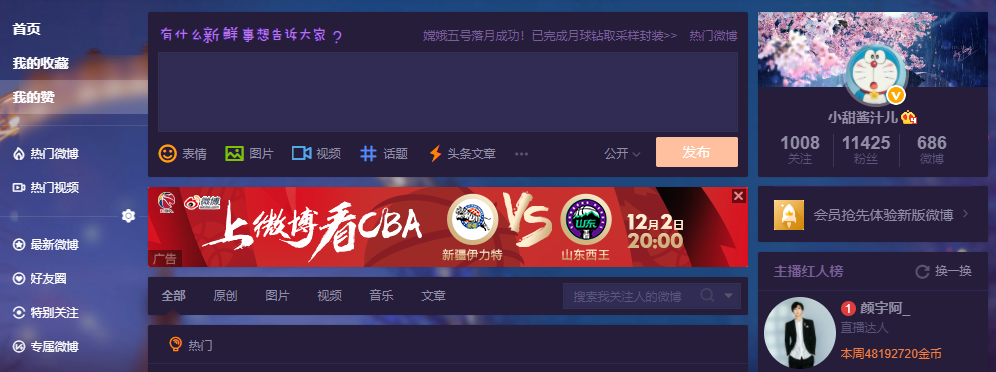 首页
我的收藏
我的赞
热门微博
热门视频
最新微博
好友圈
特别关注
专属微博
有什么新鲜事想告诉大家？
嫦娥五号落月成功！已完成月球钻取采样封装>> 热门微博
表情 图片 视频 话题 头条文章 ··· 公开 发布
微博
上微博看CBA
VS
新疆伊力特
山东西王
12月2日
20:00
广告
全部 原创 图片 视频 音乐 文章 搜索我关注人的微博
热门
小甜酱汁儿
1008 11425 686
关注 粉丝 微博
会员抢先体验新版微博
主播红人榜 换一换
1 颜宇阿_
直播达人
本周48192720金币